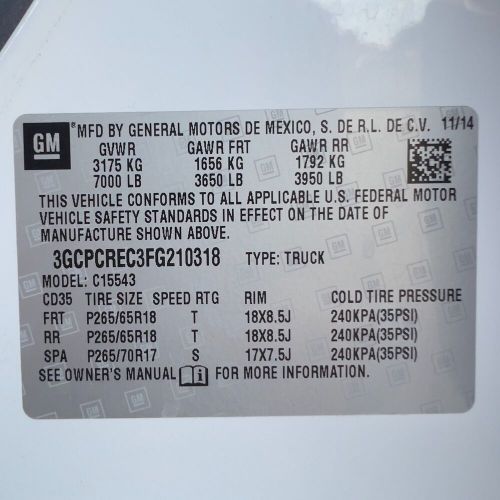 GM ® MFD BY GENERAL MOTORS DE MEXICO, S. DE R.L. DE C.V. 11/14
GVWR GAWR FRT GAWR RR
3175 KG 1656 KG 1792 KG
7000 LB 3650 LB 3950 LB
THIS VEHICLE CONFORMS TO ALL APPLICABLE U.S. FEDERAL MOTOR
VEHICLE SAFETY STANDARDS IN EFFECT ON THE DATE OF
MANUFACTURE SHOWN ABOVE.
3GCPCREC3FG210318 TYPE: TRUCK
MODEL: C15543
CD35 TIRE SIZE SPEED RTG RIM COLD TIRE PRESSURE
FRT P265/65R18 T 18X8.5J 240KPA(35PSI)
RR P265/65R18 T 18X8.5J 240KPA(35PSI)
SPA P265/70R17 S 17X7.5J 240KPA(35PSI)
SEE OWNER'S MANUAL i FOR MORE INFORMATION.